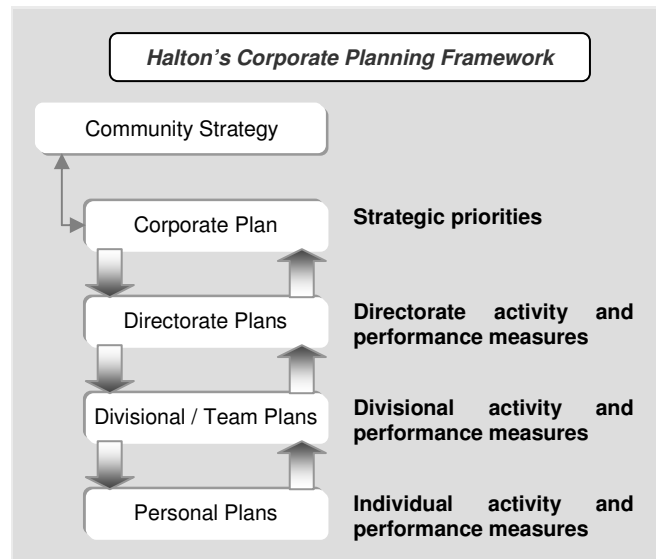 Halton's Corporate Planning Framework
Community Strategy
Corporate Plan
Strategic priorities
Directorate Plans
Directorate activity and
performance measures
Divisional / Team Plans
Divisional activity and
performance measures
Personal Plans
Individual activity and
performance measures